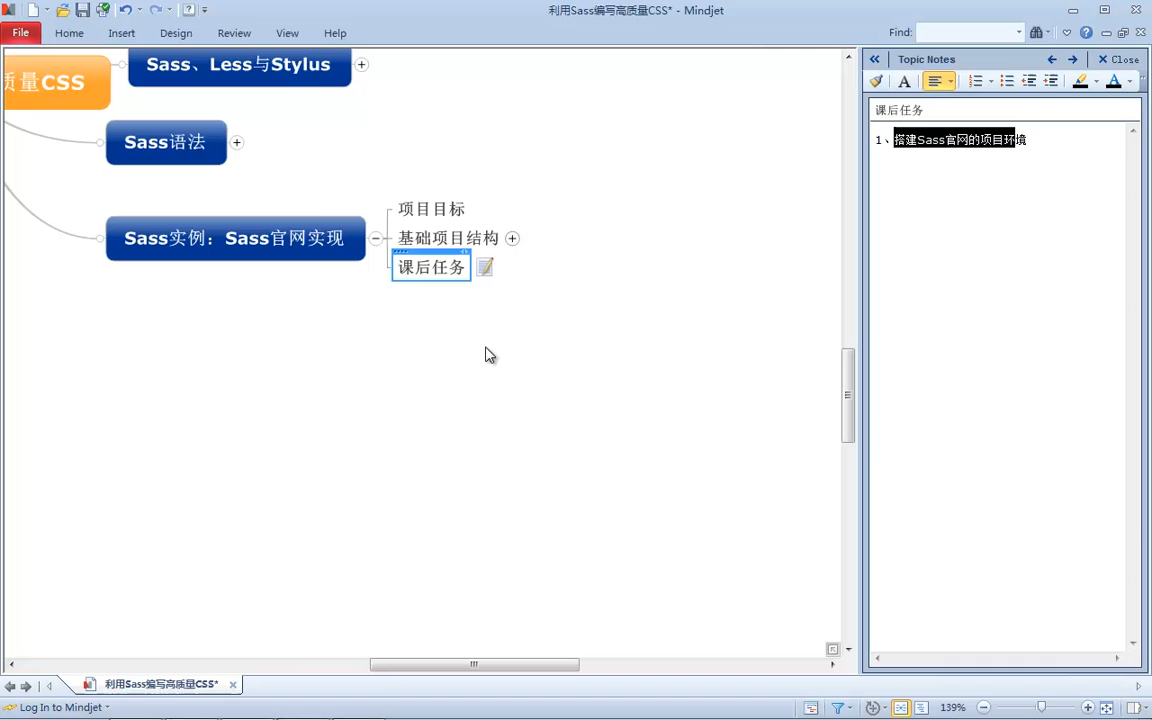 利用Sass编写高质量CSS* - Mindjet
File Home Insert Design Review View Help Find:
Topic Notes Close
课后任务
1、搭建Sass官网的项目环境
质量CSS
Sass、Less与Stylus
Sass语法
Sass实例：Sass官网实现
项目目标
基础项目结构
课后任务
利用Sass编写高质量CSS*
Log In to Mindjet
139%